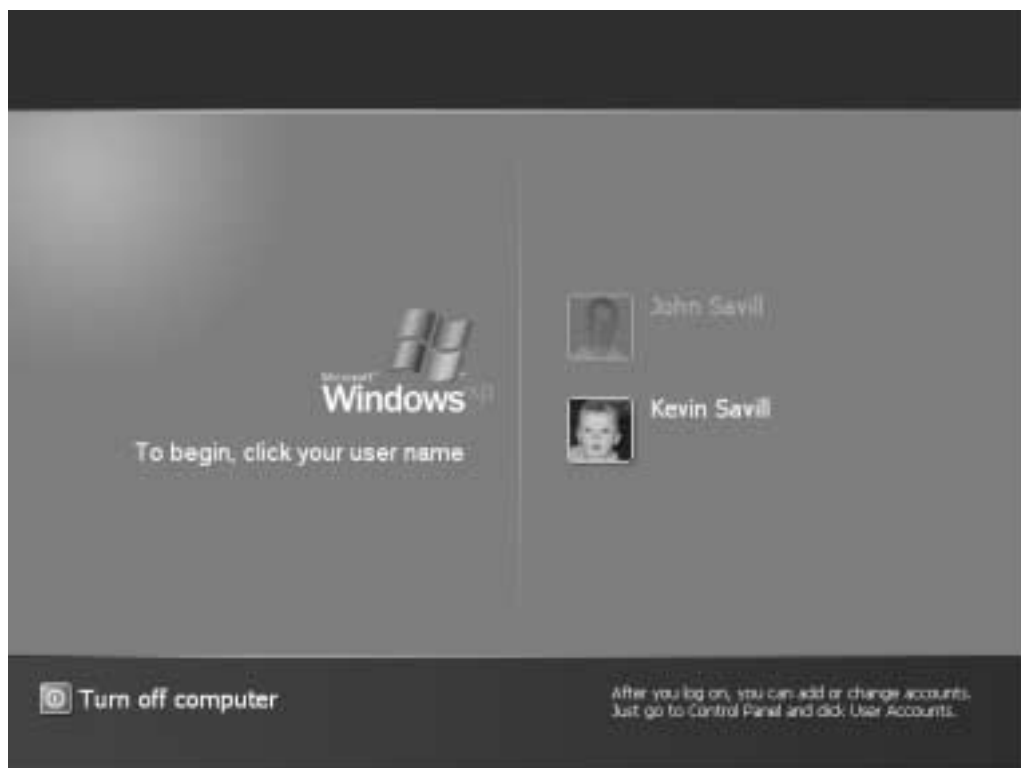 John Savill
Microsoft
Windows xp
Kevin Savill
To begin, click your user name
Turn off computer
After you log on, you can add or change accounts.
Just go to Control Panel and click User Accounts.